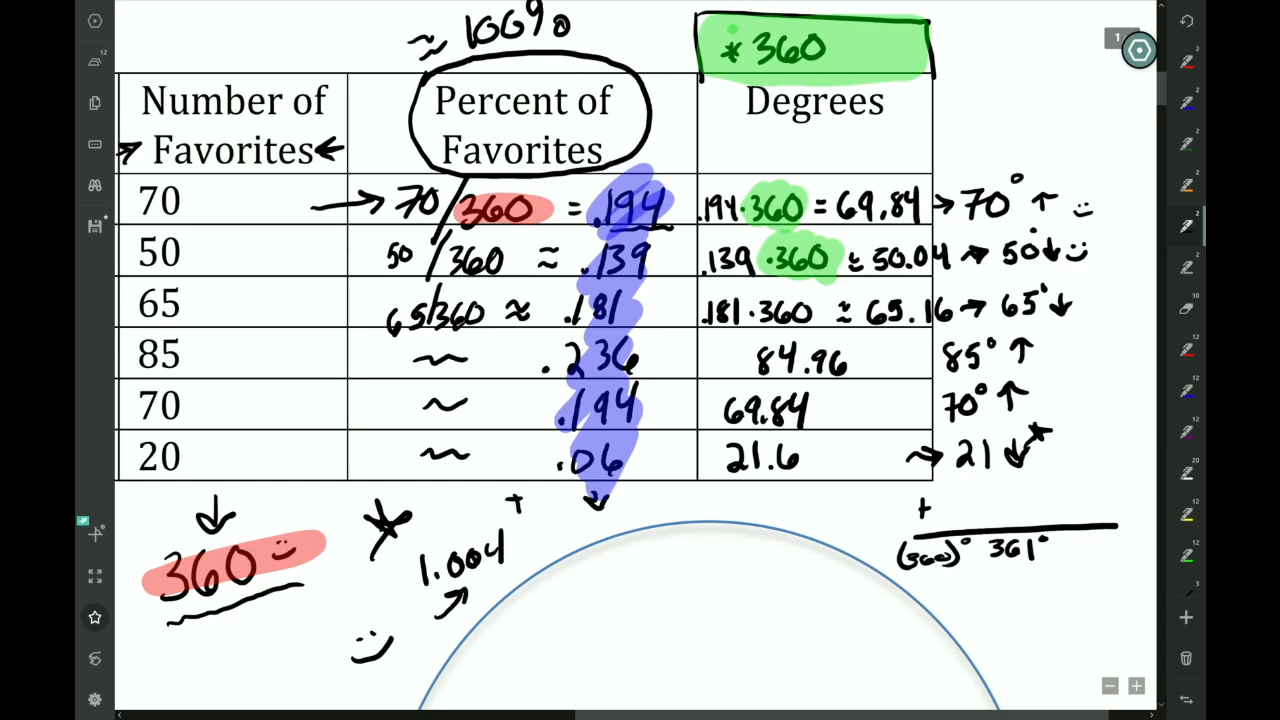 ≈ 100%
* 360
Number of Favorites
Percent of Favorites
Degrees
70 → 70/360 = .194 .194·360 = 69.84 → 70° ↑ :)
50 50/360 ≈ .139 .139·360 ≈ 50.04 → 50° ↓ :)
65 65/360 ≈ .181 .181·360 ≈ 65.16 → 65° ↓
85 ~ .236 84.96 85° ↑
70 ~ .194 69.84 70° ↑
20 ~ .06 21.6 → 21 ↓ *
360 :)
* 1.004 +
:)
+
(360)° 361°
1